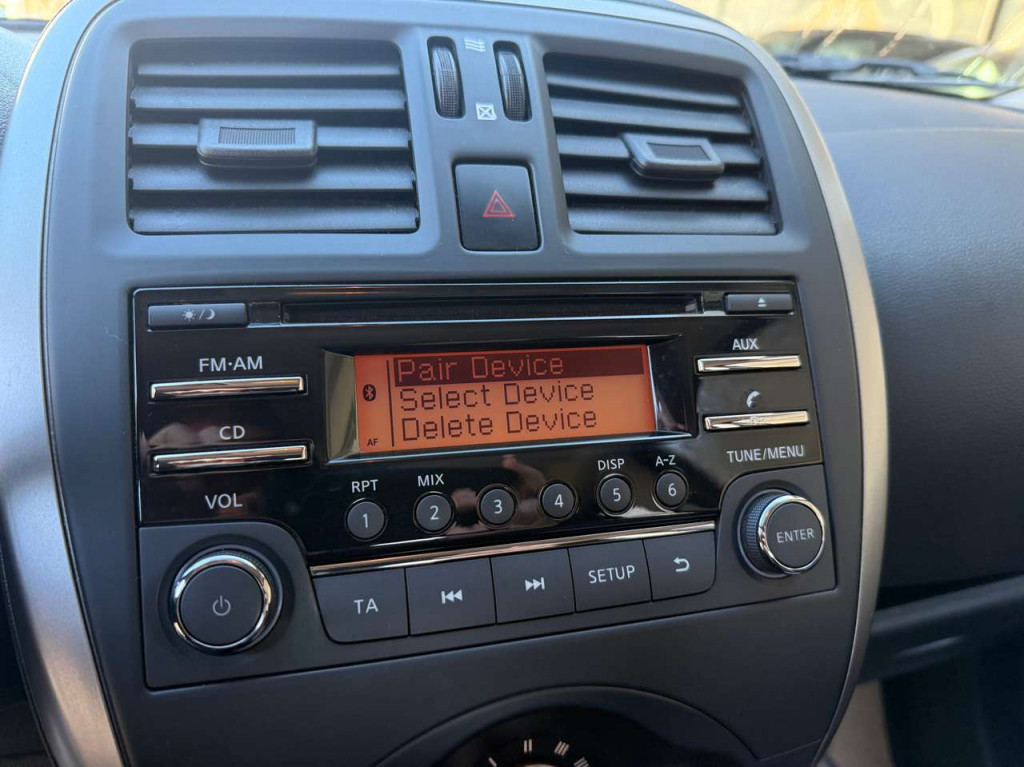 FM·AM
CD
VOL
AUX
TUNE/MENU
Pair Device
Select Device
Delete Device
AF
RPT
MIX
DISP
A-Z
1
2
3
4
5
6
TA
SETUP
ENTER